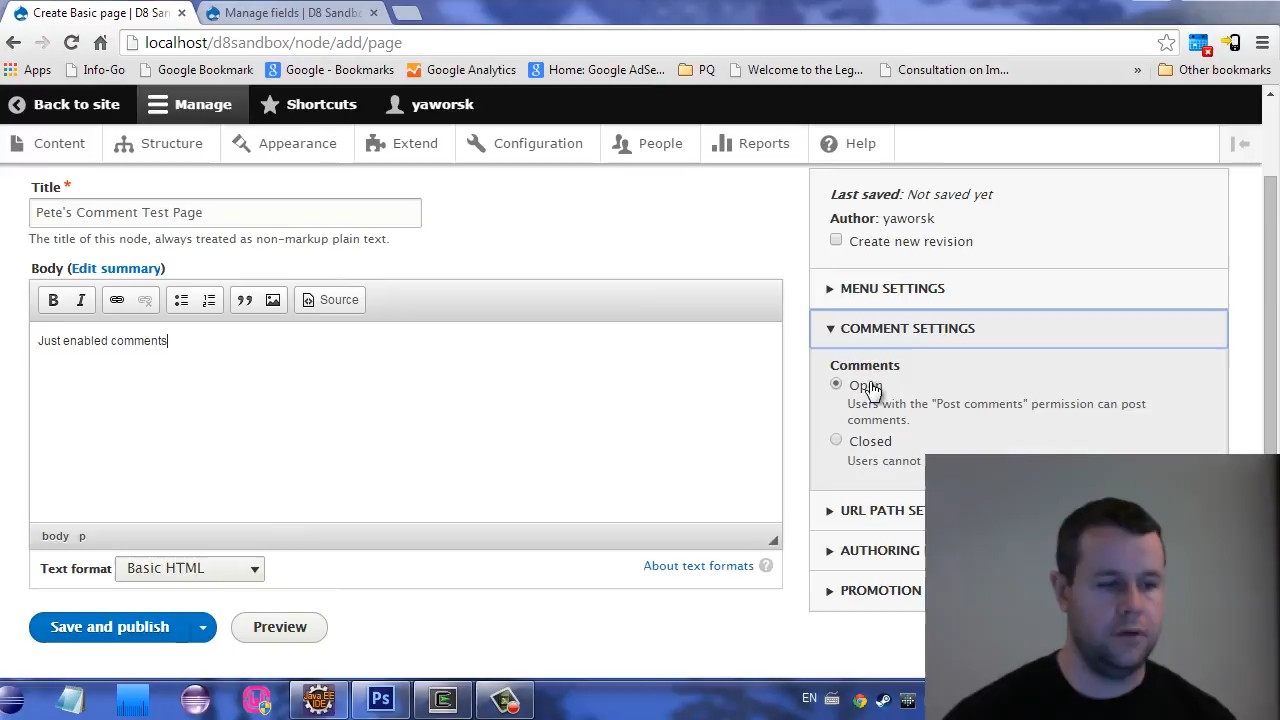 Create Basic page | D8 San
Manage fields | D8 Sandbo
localhost/d8sandbox/node/add/page
Apps Info-Go Google Bookmark Google - Bookmarks Google Analytics Home: Google AdSe... PQ Welcome to the Leg... Consultation on Im... » Other bookmarks
Back to site Manage Shortcuts yaworsk
Content Structure Appearance Extend Configuration People Reports Help
Title *
Pete's Comment Test Page
The title of this node, always treated as non-markup plain text.
Body (Edit summary)
B I Source
Just enabled comments
body p
Text format Basic HTML About text formats ?
Save and publish Preview
Last saved: Not saved yet
Author: yaworsk
Create new revision
MENU SETTINGS
COMMENT SETTINGS
Comments
Open
Users with the "Post comments" permission can post
comments.
Closed
Users cannot
URL PATH SE
AUTHORING
PROMOTION
Java EE
IDE
Ps
EN